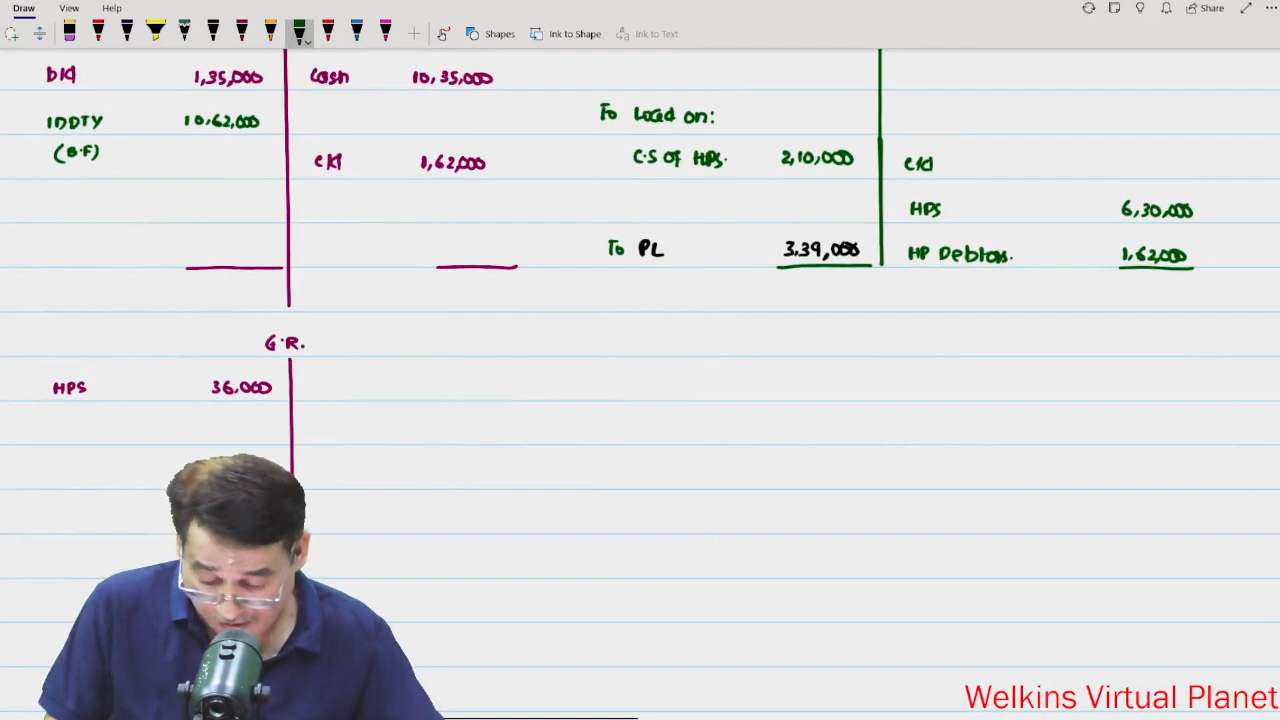 Draw View Help Share
Shapes Ink to Shape Ink to Text
b/d 1,35,000 Cash 10,35,000
To Load on:
INDTY 10,62,000
(B.F) C/d 1,62,000 C.S of HPS. 2,10,000 C/d
HPS 6,30,000
To PL 3,39,000 HP Debtors. 1,62,000
G.R.
HPS 36,000
Welkins Virtual Planet